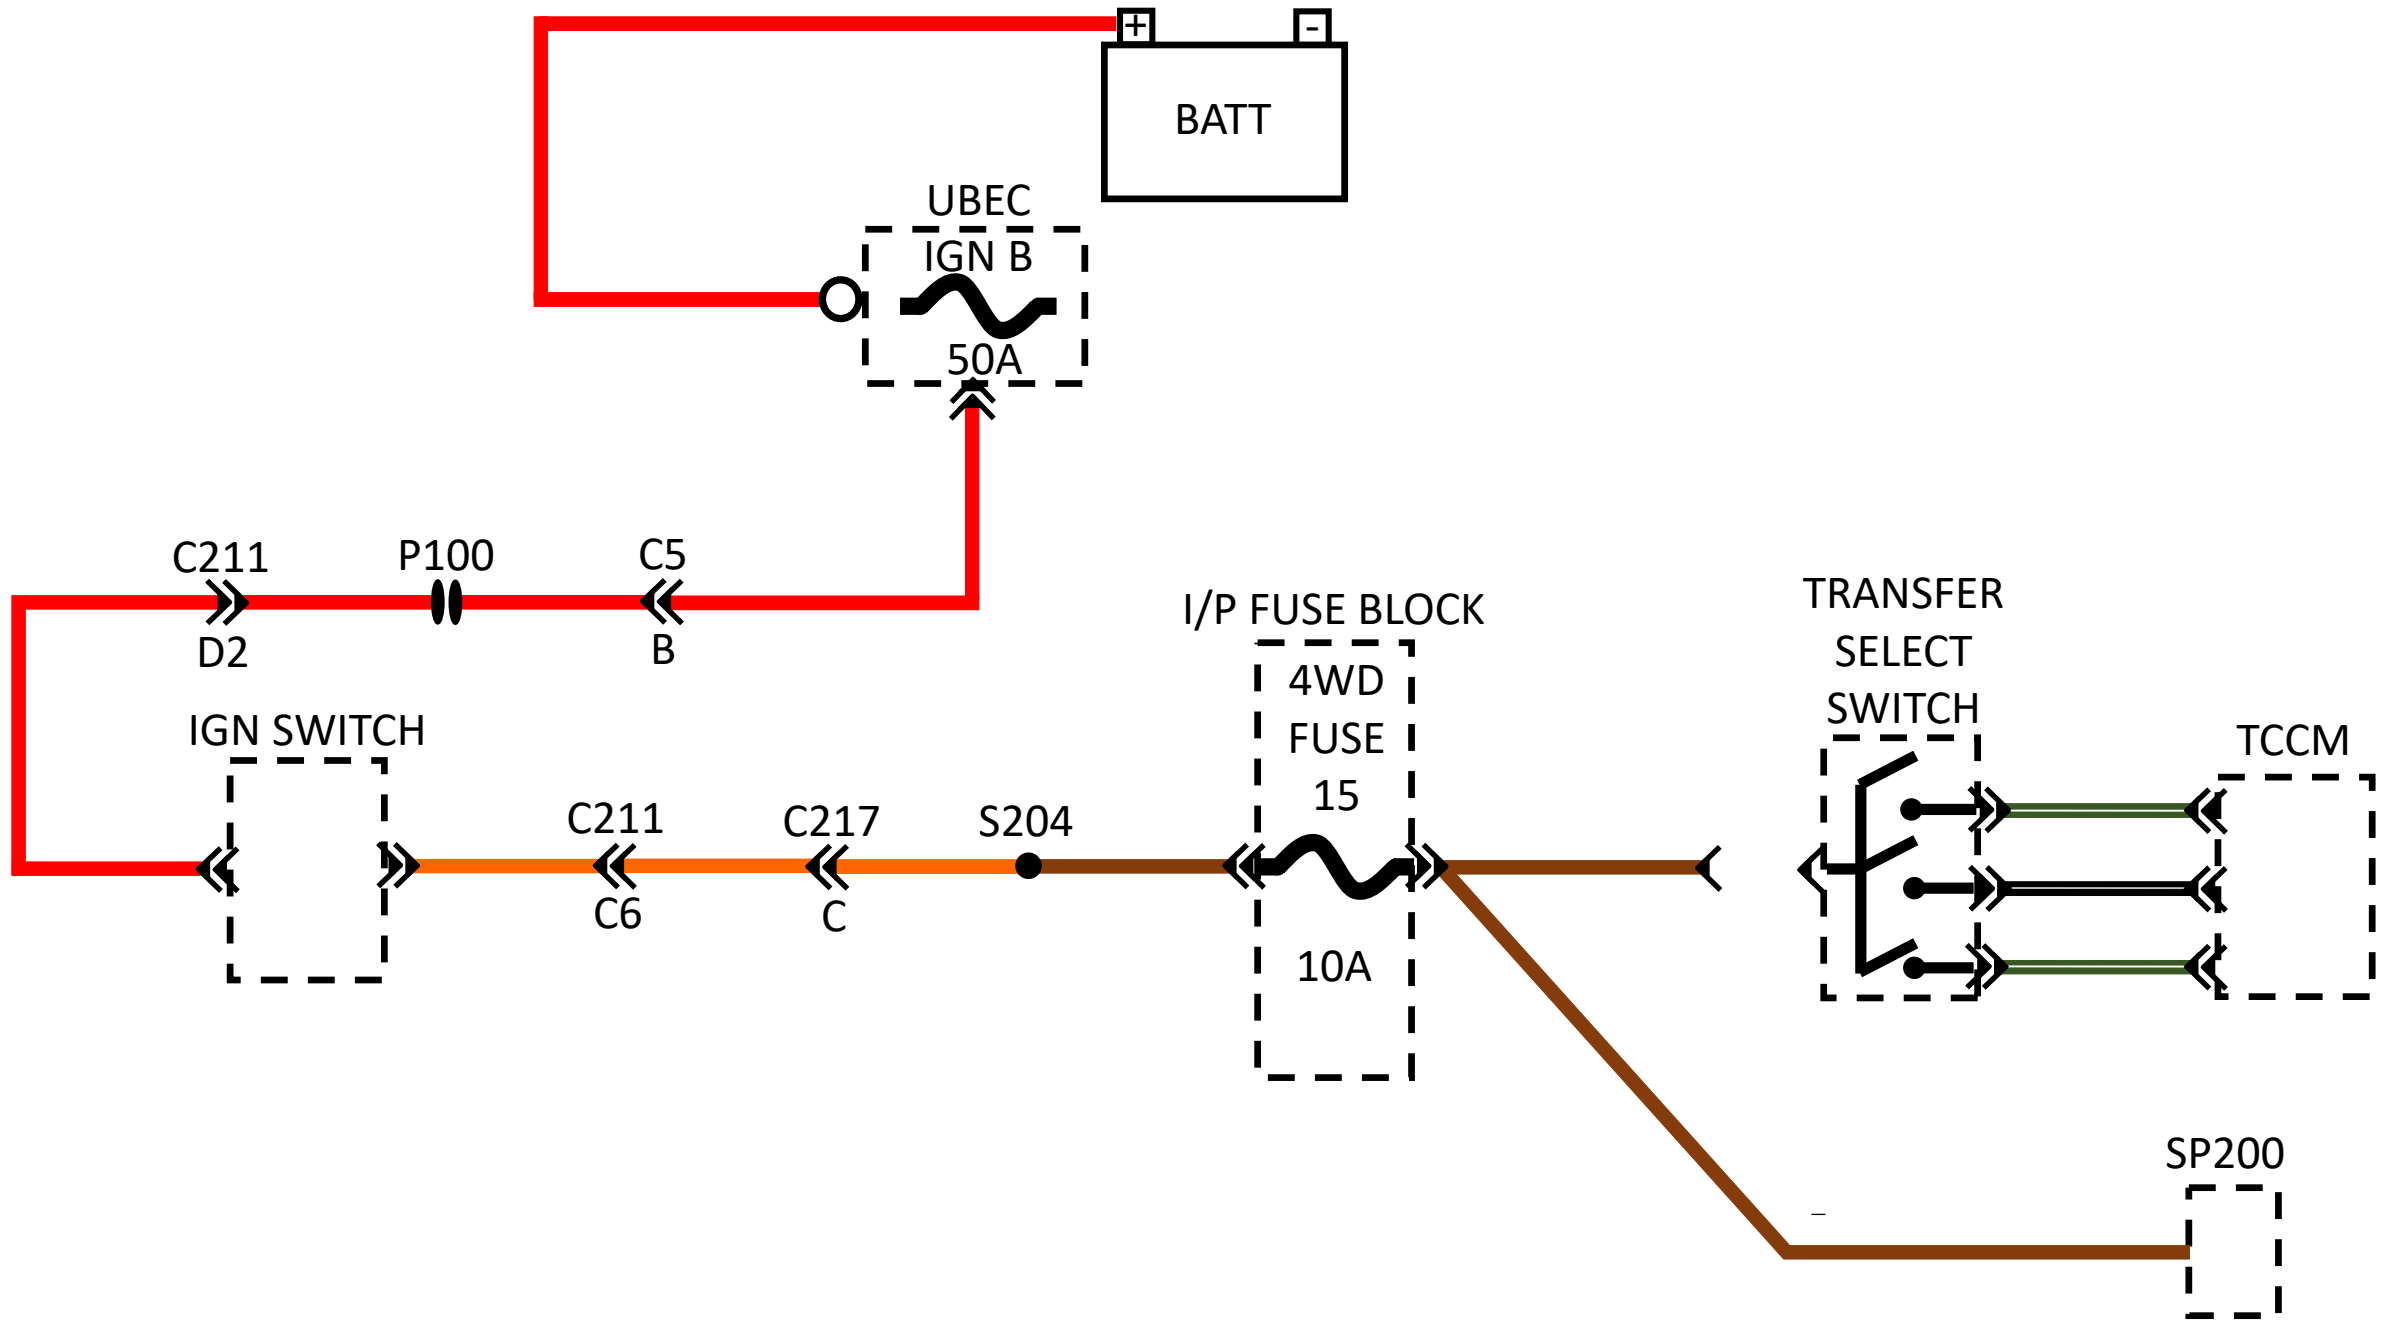 +
-
BATT
UBEC
IGN B
50A
C211
P100
C5
D2
B
I/P FUSE BLOCK
4WD
FUSE
15
10A
TRANSFER
SELECT
SWITCH
TCCM
IGN SWITCH
C211
C217
S204
C6
C
SP200
_